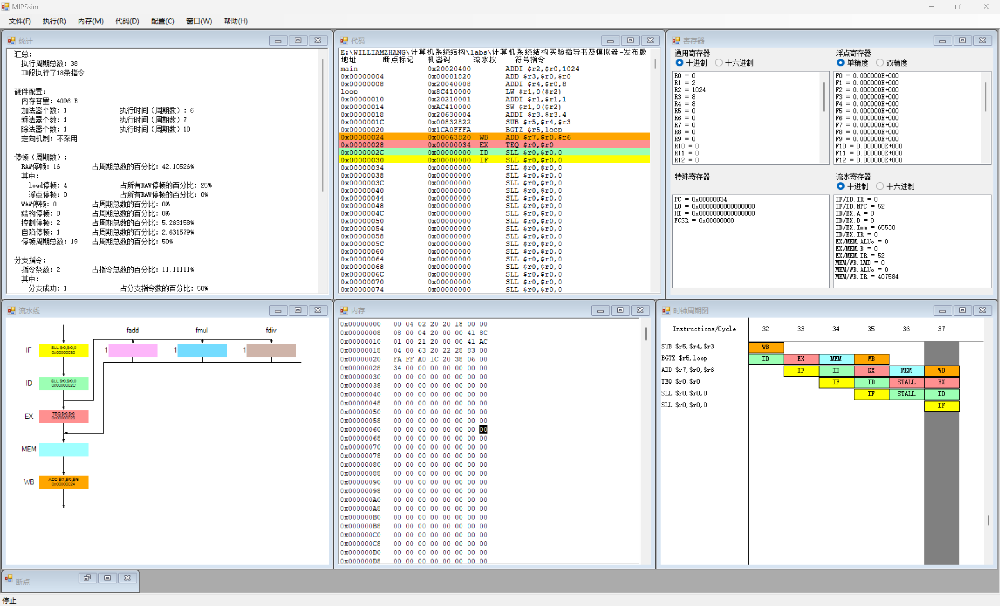 MIPSsim
文件(F) 执行(R) 内存(M) 代码(D) 配置(C) 窗口(W) 帮助(H)
统计
汇总:
执行周期总数: 38
ID段执行了18条指令
硬件配置:
内存容量: 4096 B
加法器个数: 1 执行时间（周期数）: 6
乘法器个数: 1 执行时间（周期数）7
除法器个数: 1 执行时间（周期数）10
定向机制: 不采用
停顿（周期数）:
RAW停顿: 16 占周期总数的百分比: 42.10526%
其中:
load停顿: 4 占所有RAW停顿的百分比: 25%
浮点停顿: 0 占所有RAW停顿的百分比: 0%
WAW停顿: 0 占周期总数的百分比: 0%
结构停顿: 0 占周期总数的百分比: 0%
控制停顿: 2 占周期总数的百分比: 5.263158%
自陷停顿: 1 占周期总数的百分比: 2.631579%
停顿周期总数: 19 占周期总数的百分比: 50%
分支指令:
指令条数: 2 占指令总数的百分比: 11.11111%
其中:
分支成功: 1 占分支指令数的百分比: 50%
代码
E:\WILLIAMZHANG\计算机系统结构\labs\计算机系统结构实验指导书及模拟器-发布版
地址 断点标记 机器码 流水段 符号指令
main 0x20020400 ADDI $r2,$r0,1024
0x00000004 0x00001820 ADD $r3,$r0,$r0
0x00000008 0x20040008 ADDI $r4,$r0,8
loop 0x8C410000 LW $r1,0($r2)
0x00000010 0x20210001 ADDI $r1,$r1,1
0x00000014 0xAC410000 SW $r1,0($r2)
0x00000018 0x20630004 ADDI $r3,$r3,4
0x0000001C 0x00832822 SUB $r5,$r4,$r3
0x00000020 0x1CA0FFFA BGTZ $r5,loop
0x00000024 0x00063820 WB ADD $r7,$r0,$r6
0x00000028 0x00000034 EX TEQ $r0,$r0
0x0000002C 0x00000000 ID SLL $r0,$r0,0
0x00000030 0x00000000 IF SLL $r0,$r0,0
0x00000034 0x00000000 SLL $r0,$r0,0
0x00000038 0x00000000 SLL $r0,$r0,0
0x0000003C 0x00000000 SLL $r0,$r0,0
0x00000040 0x00000000 SLL $r0,$r0,0
0x00000044 0x00000000 SLL $r0,$r0,0
0x00000048 0x00000000 SLL $r0,$r0,0
0x0000004C 0x00000000 SLL $r0,$r0,0
0x00000050 0x00000000 SLL $r0,$r0,0
0x00000054 0x00000000 SLL $r0,$r0,0
0x00000058 0x00000000 SLL $r0,$r0,0
0x0000005C 0x00000000 SLL $r0,$r0,0
0x00000060 0x00000000 SLL $r0,$r0,0
0x00000064 0x00000000 SLL $r0,$r0,0
0x00000068 0x00000000 SLL $r0,$r0,0
0x0000006C 0x00000000 SLL $r0,$r0,0
0x00000070 0x00000000 SLL $r0,$r0,0
0x00000074 0x00000000 SLL $r0,$r0,0
寄存器
通用寄存器
十进制 十六进制
R0 = 0
R1 = 2
R2 = 1024
R3 = 8
R4 = 8
R5 = 0
R6 = 0
R7 = 0
R8 = 0
R9 = 0
R10 = 0
R11 = 0
R12 = 0
浮点寄存器
单精度 双精度
F0 = 0.000000E+000
F1 = 0.000000E+000
F2 = 0.000000E+000
F3 = 0.000000E+000
F4 = 0.000000E+000
F5 = 0.000000E+000
F6 = 0.000000E+000
F7 = 0.000000E+000
F8 = 0.000000E+000
F9 = 0.000000E+000
F10 = 0.000000E+000
F11 = 0.000000E+000
F12 = 0.000000E+000
特殊寄存器
PC = 0x00000034
LO = 0x0000000000000000
HI = 0x0000000000000000
FCSR = 0x00000000
流水寄存器
十进制 十六进制
IF/ID.IR = 0
IF/ID.NPC = 52
ID/EX.A = 0
ID/EX.B = 0
ID/EX.Imm = 65530
ID/EX.IR = 0
EX/MEM.ALUo = 0
EX/MEM.B = 0
EX/MEM.IR = 52
MEM/WB.LMD = 0
MEM/WB.ALUo = 0
MEM/WB.IR = 407584
流水线
fadd fmul fdiv
IF SLL $r0,$r0,0 1 1 1
0x00000030
ID SLL $r0,$r0,0
0x0000002C
EX TEQ $r0,$r0
0x00000028
MEM
WB ADD $r7,$r0,$r6
0x00000024
内存
0x00000000 00 04 02 20 20 18 00 00
0x00000008 08 00 04 20 00 00 41 8C
0x00000010 01 00 21 20 00 00 41 AC
0x00000018 04 00 63 20 22 28 83 00
0x00000020 FA FF A0 1C 20 38 06 00
0x00000028 34 00 00 00 00 00 00 00
0x00000030 00 00 00 00 00 00 00 00
0x00000038 00 00 00 00 00 00 00 00
0x00000040 00 00 00 00 00 00 00 00
0x00000048 00 00 00 00 00 00 00 00
0x00000050 00 00 00 00 00 00 00 00
0x00000058 00 00 00 00 00 00 00 00
0x00000060 00 00 00 00 00 00 00 00
0x00000068 00 00 00 00 00 00 00 00
0x00000070 00 00 00 00 00 00 00 00
0x00000078 00 00 00 00 00 00 00 00
0x00000080 00 00 00 00 00 00 00 00
0x00000088 00 00 00 00 00 00 00 00
0x00000090 00 00 00 00 00 00 00 00
0x00000098 00 00 00 00 00 00 00 00
0x000000A0 00 00 00 00 00 00 00 00
0x000000A8 00 00 00 00 00 00 00 00
0x000000B0 00 00 00 00 00 00 00 00
0x000000B8 00 00 00 00 00 00 00 00
0x000000C0 00 00 00 00 00 00 00 00
0x000000C8 00 00 00 00 00 00 00 00
0x000000D0 00 00 00 00 00 00 00 00
0x000000D8 00 00 00 00 00 00 00 00
时钟周期图
Instructions/Cycle 32 33 34 35 36 37
SUB $r5,$r4,$r3 WB
BGTZ $r5,loop ID EX MEM WB
ADD $r7,$r0,$r6 IF ID EX MEM WB
TEQ $r0,$r0 IF ID STALL EX
SLL $r0,$r0,0 IF STALL ID
SLL $r0,$r0,0 IF
断点
停止